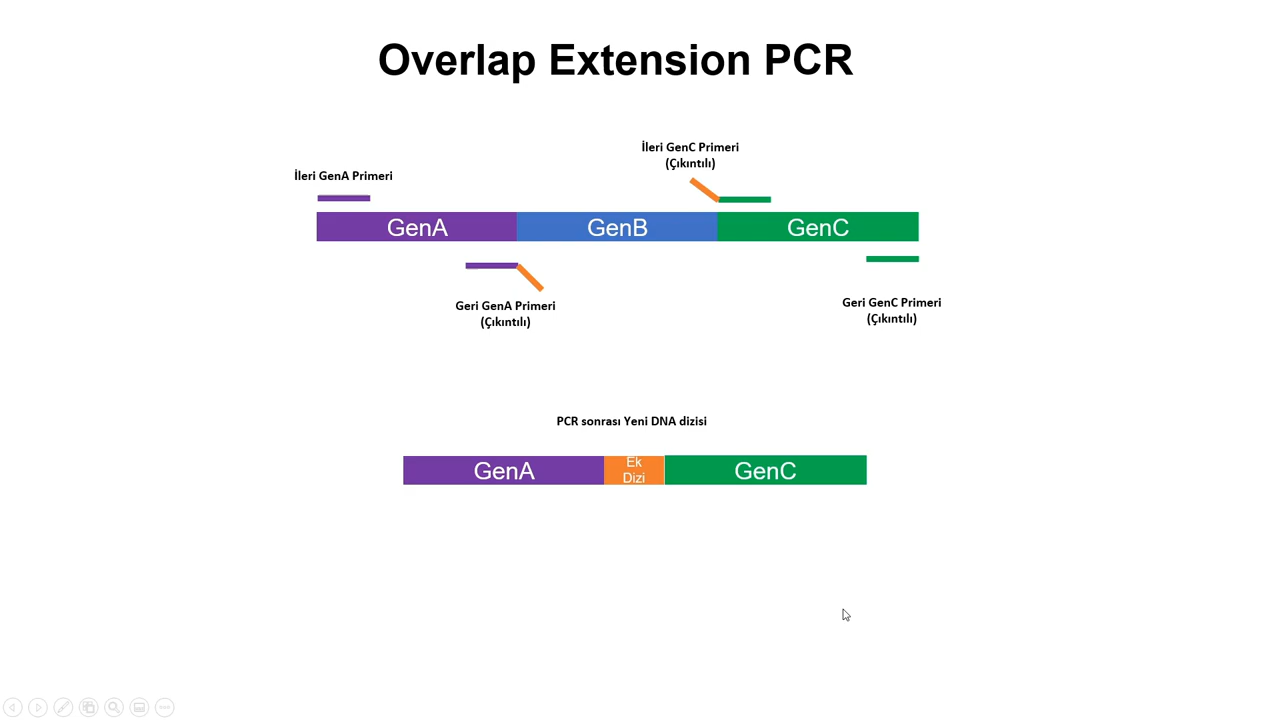 Overlap Extension PCR
İleri GenC Primeri
(Çıkıntılı)
İleri GenA Primeri
GenA
GenB
GenC
Geri GenA Primeri
(Çıkıntılı)
Geri GenC Primeri
(Çıkıntılı)
PCR sonrası Yeni DNA dizisi
GenA
Ek
Dizi
GenC